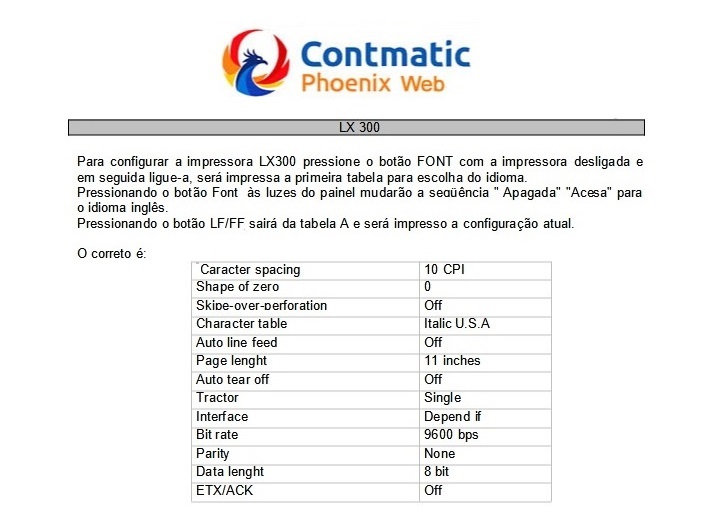 Contmatic
Phoenix Web
LX 300
Para configurar a impressora LX300 pressione o botão FONT com a impressora desligada e
em seguida ligue-a, será impressa a primeira tabela para escolha do idioma.
Pressionando o botão Font às luzes do painel mudarão a seqüência " Apagada" "Acesa" para
o idioma inglês.
Pressionando o botão LF/FF sairá da tabela A e será impresso a configuração atual.
O correto é:
Caracter spacing 10 CPI
Shape of zero 0
Skipe-over-perforation Off
Character table Italic U.S.A
Auto line feed Off
Page lenght 11 inches
Auto tear off Off
Tractor Single
Interface Depend if
Bit rate 9600 bps
Parity None
Data lenght 8 bit
ETX/ACK Off